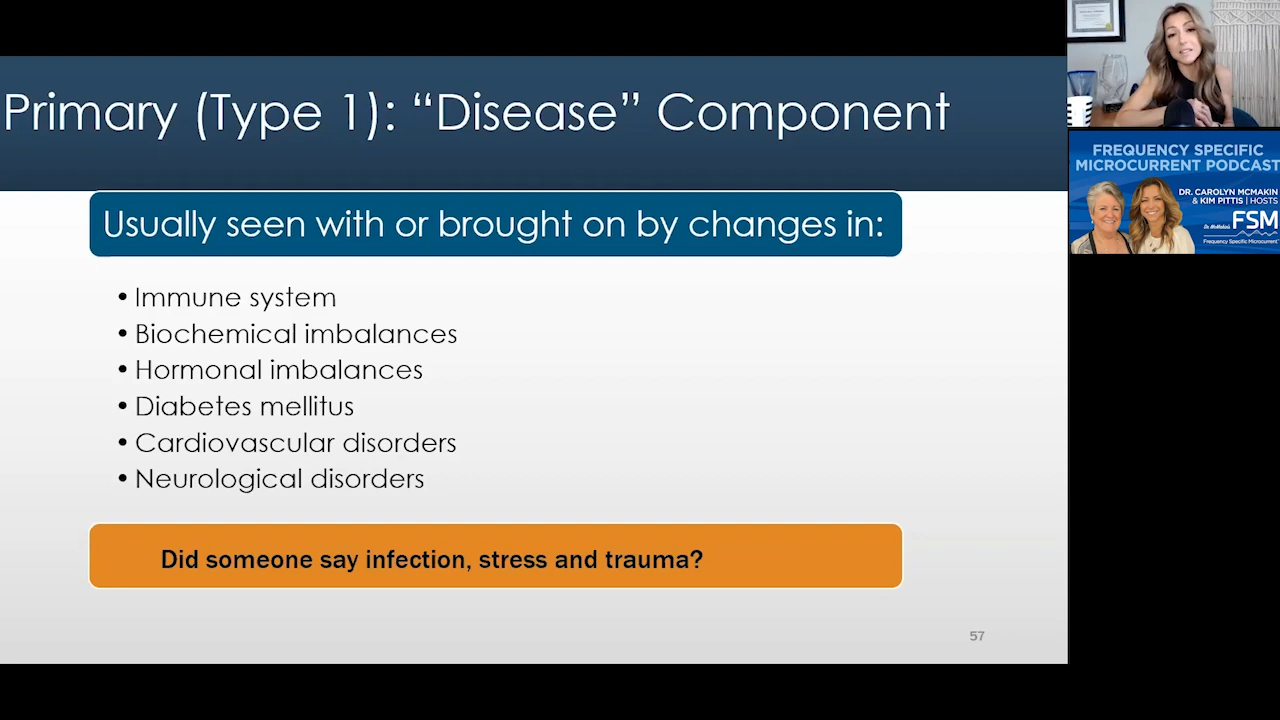 Primary (Type 1): “Disease” Component
Usually seen with or brought on by changes in:
• Immune system
• Biochemical imbalances
• Hormonal imbalances
• Diabetes mellitus
• Cardiovascular disorders
• Neurological disorders
Did someone say infection, stress and trauma?
57
FREQUENCY SPECIFIC
MICROCURRENT PODCAST
DR. CAROLYN MCMAKIN
& KIM PITTIS | HOSTS
Dr. McMakin's FSM
Frequency Specific Microcurrent